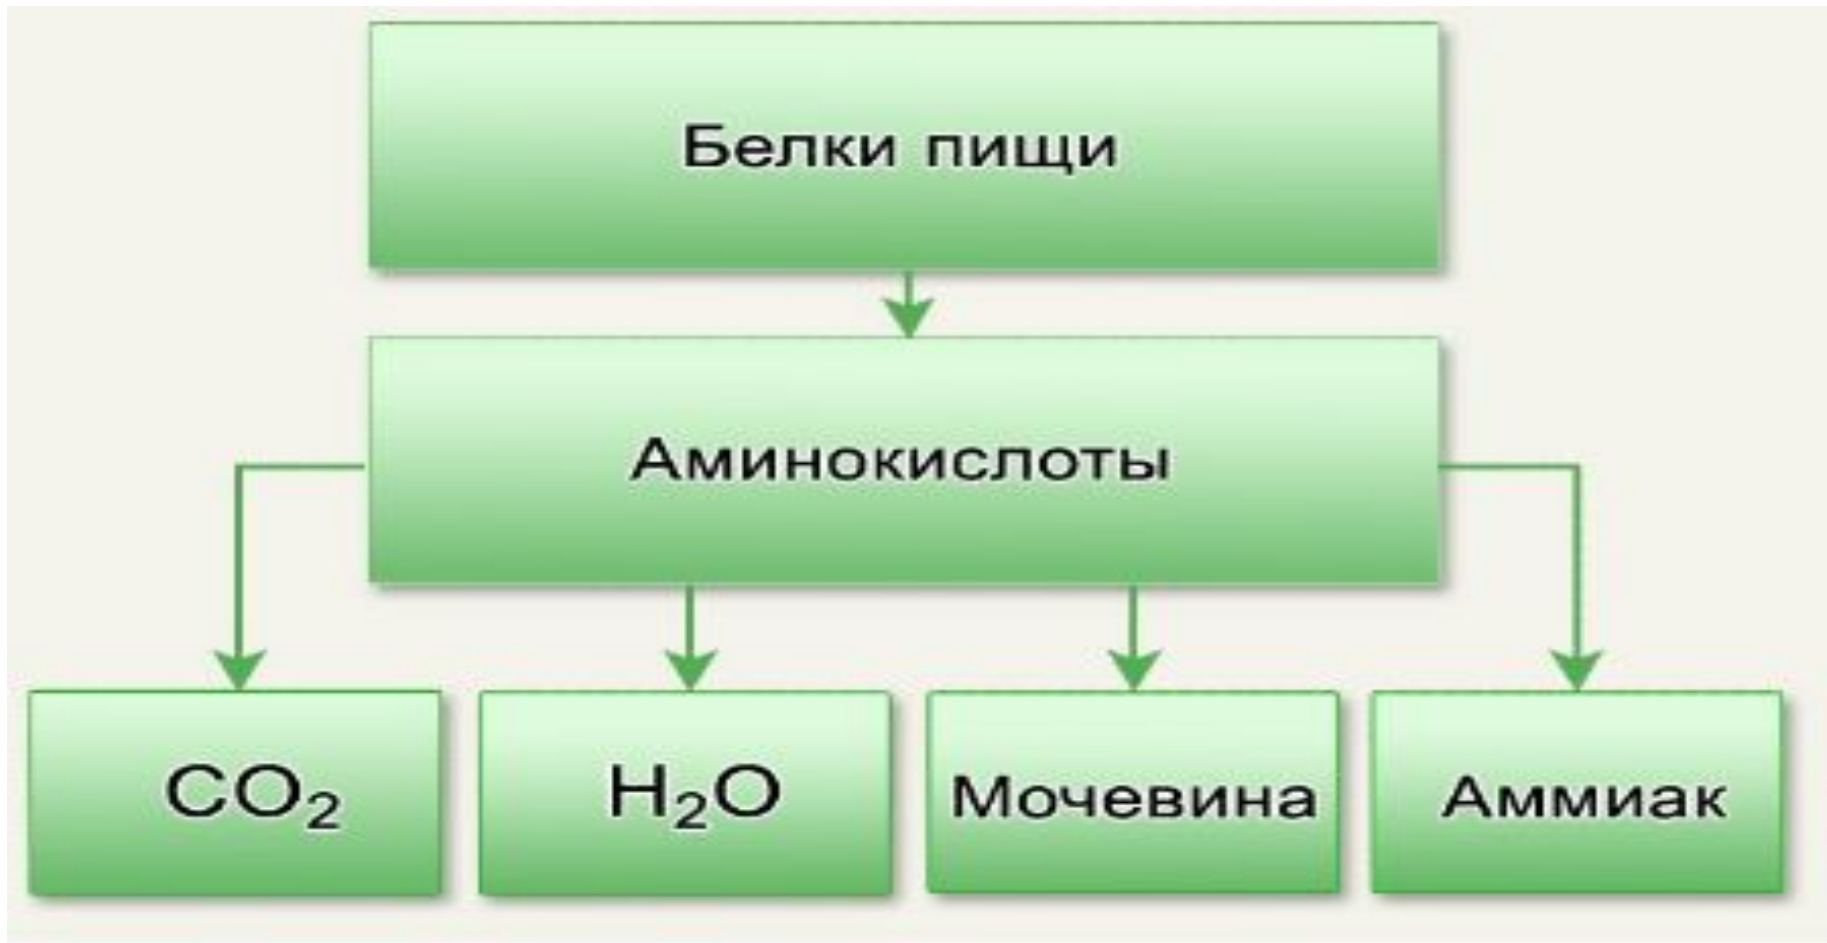 Белки пищи
Аминокислоты
CO₂
H₂O
Мочевина
Аммиак